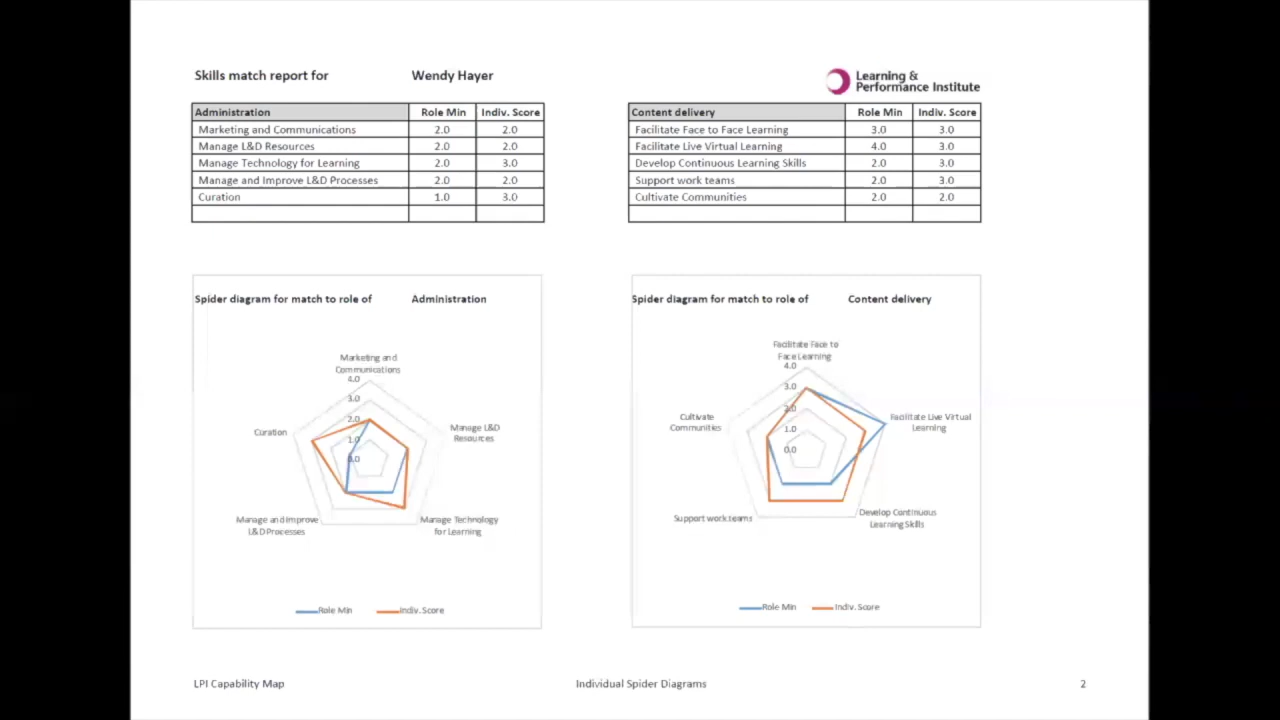 Skills match report for Wendy Hayer
Learning &
Performance Institute
Administration Role Min Indiv. Score
Marketing and Communications 2.0 2.0
Manage L&D Resources 2.0 2.0
Manage Technology for Learning 2.0 3.0
Manage and Improve L&D Processes 2.0 2.0
Curation 1.0 3.0
Content delivery Role Min Indiv. Score
Facilitate Face to Face Learning 3.0 3.0
Facilitate Live Virtual Learning 4.0 3.0
Develop Continuous Learning Skills 2.0 3.0
Support work teams 2.0 3.0
Cultivate Communities 2.0 2.0
Spider diagram for match to role of Administration
Marketing and
Communications
4.0
3.0
2.0
1.0
0.0
Manage L&D
Resources
Manage Technology
for Learning
Manage and Improve
L&D Processes
Curation
Role Min Indiv. Score
Spider diagram for match to role of Content delivery
Facilitate Face to
Face Learning
4.0
3.0
2.0
1.0
0.0
Facilitate Live Virtual
Learning
Develop Continuous
Learning Skills
Support work teams
Cultivate
Communities
Role Min Indiv. Score
LPI Capability Map Individual Spider Diagrams 2